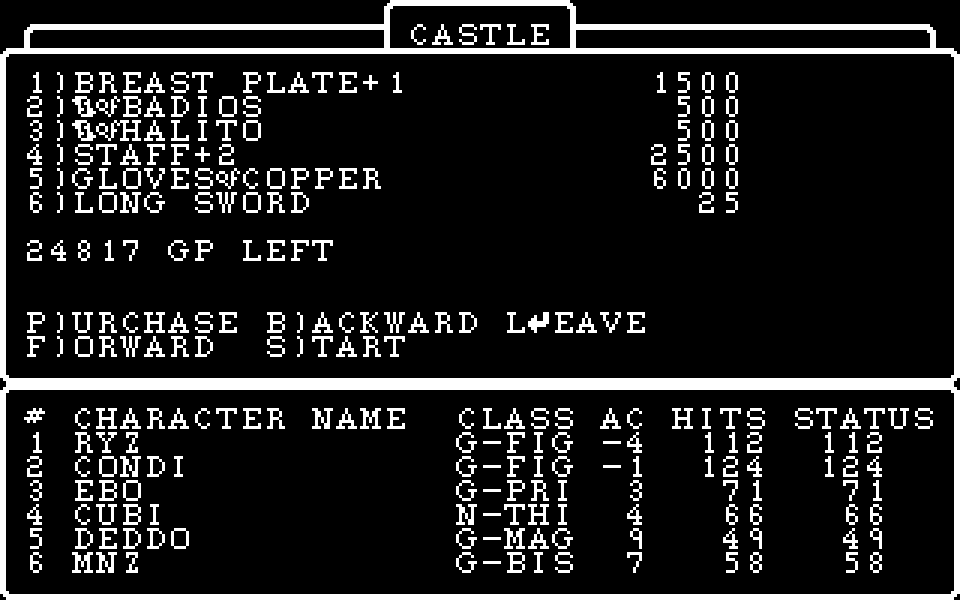 CASTLE
1)BREAST PLATE+1 1500
2) BADIOS 500
3) HALITO 500
4)STAFF+2 2500
5)GLOVES COPPER 6000
6)LONG SWORD 25
24817 GP LEFT
P)URCHASE B)ACKWARD L↵EAVE
F)ORWARD S)TART
# CHARACTER NAME CLASS AC HITS STATUS
1 RYZ G-FIG -4 112 112
2 CONDI G-FIG -1 124 124
3 EBO G-PRI 3 71 71
4 CUBI N-THI 4 66 66
5 DEDDO G-MAG 9 49 49
6 MNZ G-BIS 7 58 58